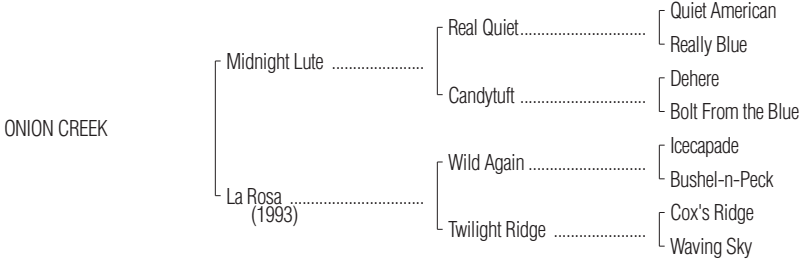 Quiet American
Real Quiet..............................
Really Blue
Midnight Lute ......................
Dehere
Candytuft ..............................
Bolt From the Blue
ONION CREEK
Icecapade
Wild Again ............................
Bushel-n-Peck
La Rosa ................................
(1993)
Cox's Ridge
Twilight Ridge ......................
Waving Sky